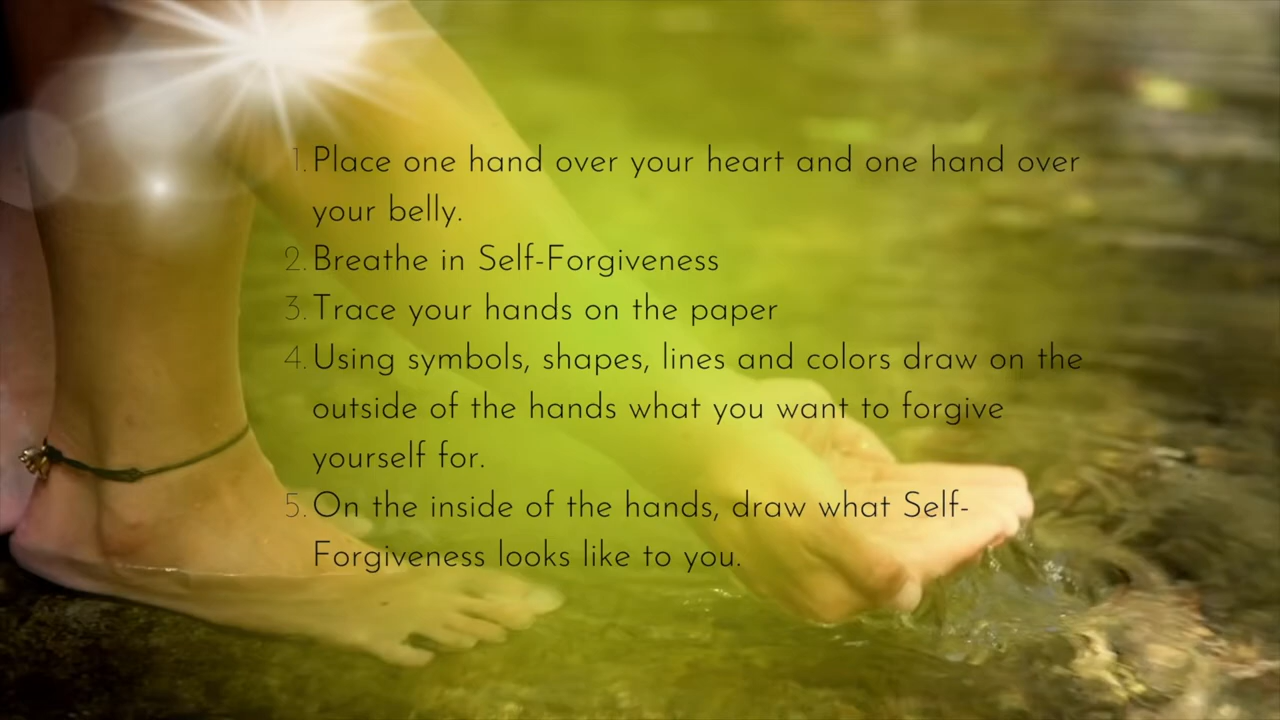 1. Place one hand over your heart and one hand over
your belly.
2. Breathe in Self-Forgiveness
3. Trace your hands on the paper
4. Using symbols, shapes, lines and colors draw on the
outside of the hands what you want to forgive
yourself for.
5. On the inside of the hands, draw what Self-
Forgiveness looks like to you.